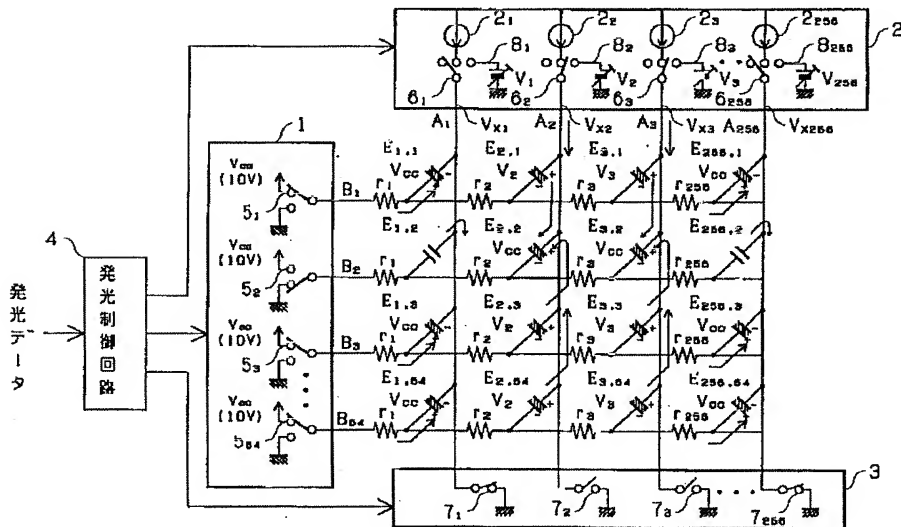 2₁ 2₂ 2₃ 2₂₅₆ 2
8₁ 8₂ 8₃ 8₂₅₆
V₁ V₂ V₃ V₂₅₆
6₁ 6₂ 6₃ 6₂₅₆
A₁ Vx₁ A₂ Vx₂ A₃ Vx₃ A₂₅₆ Vx₂₅₆
1
E₁,₁ E₂,₁ E₃,₁ E₂₅₆,₁
Vcc (10V) 5₁ B₁ r₁ Vcc - r₂ V₂ + r₃ V₃ + r₂₅₆ Vcc -
4
発光データ
発光制御回路
E₁,₂ E₂,₂ E₃,₂ E₂₅₆,₂
Vcc (10V) 5₂ B₂ r₁ r₂ Vcc + r₃ Vcc + r₂₅₆
E₁,₃ E₂,₃ E₃,₃ E₂₅₆,₃
Vcc (10V) 5₃ B₃ r₁ Vcc - r₂ V₂ + r₃ V₃ + r₂₅₆ Vcc -
E₁,₆₄ E₂,₆₄ E₃,₆₄ E₂₅₆,₆₄
Vcc (10V) 5₆₄ B₆₄ r₁ Vcc - r₂ V₂ + r₃ V₃ + r₂₅₆ Vcc -
3
7₁ 7₂ 7₃ 7₂₅₆